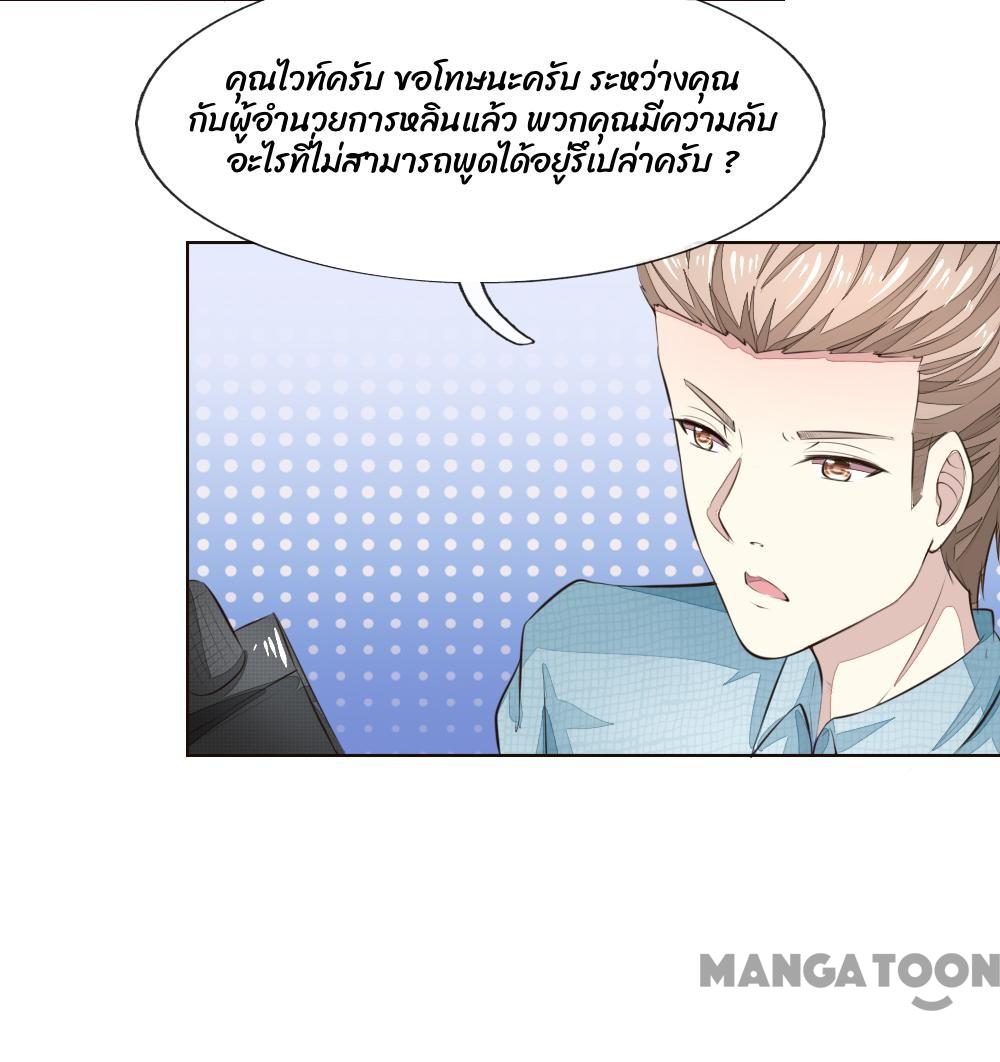 คุณไวท์ครับ ขอโทษนะครับ ระหว่างคุณ
กับผู้อำนวยการหลินแล้ว พวกคุณมีความลับ
อะไรที่ไม่สามารถพูดได้อยู่รึเปล่าครับ ?
MANGATOON